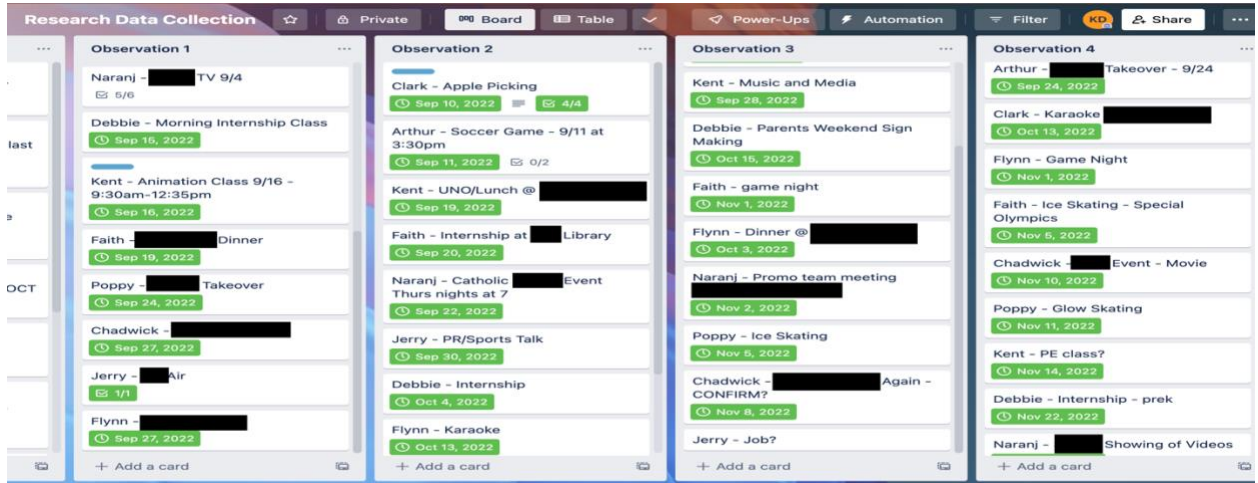 Research Data Collection
Private
Board
Table
Power-Ups
Automation
Filter
KD
Share
last
OCT
Observation 1
Naranj - TV 9/4
5/6
Debbie - Morning Internship Class
Sep 15, 2022
Kent - Animation Class 9/16 -
9:30am-12:35pm
Sep 16, 2022
Faith - Dinner
Sep 19, 2022
Poppy - Takeover
Sep 24, 2022
Chadwick -
Sep 27, 2022
Jerry - Air
1/1
Flynn -
Sep 27, 2022
+ Add a card
Observation 2
Clark - Apple Picking
Sep 10, 2022 4/4
Arthur - Soccer Game - 9/11 at
3:30pm
Sep 11, 2022 0/2
Kent - UNO/Lunch @
Sep 19, 2022
Faith - Internship at Library
Sep 20, 2022
Naranj - Catholic Event
Thurs nights at 7
Sep 22, 2022
Jerry - PR/Sports Talk
Sep 30, 2022
Debbie - Internship
Oct 4, 2022
Flynn - Karaoke
Oct 13, 2022
+ Add a card
Observation 3
Kent - Music and Media
Sep 28, 2022
Debbie - Parents Weekend Sign
Making
Oct 15, 2022
Faith - game night
Nov 1, 2022
Flynn - Dinner @
Oct 3, 2022
Naranj - Promo team meeting
Nov 2, 2022
Poppy - Ice Skating
Nov 5, 2022
Chadwick - Again -
CONFIRM?
Nov 8, 2022
Jerry - Job?
+ Add a card
Observation 4
Arthur - Takeover - 9/24
Sep 24, 2022
Clark - Karaoke
Oct 13, 2022
Flynn - Game Night
Nov 1, 2022
Faith - Ice Skating - Special
Olympics
Nov 5, 2022
Chadwick - Event - Movie
Nov 10, 2022
Poppy - Glow Skating
Nov 11, 2022
Kent - PE class?
Nov 14, 2022
Debbie - Internship - prek
Nov 22, 2022
Naranj - Showing of Videos
+ Add a card